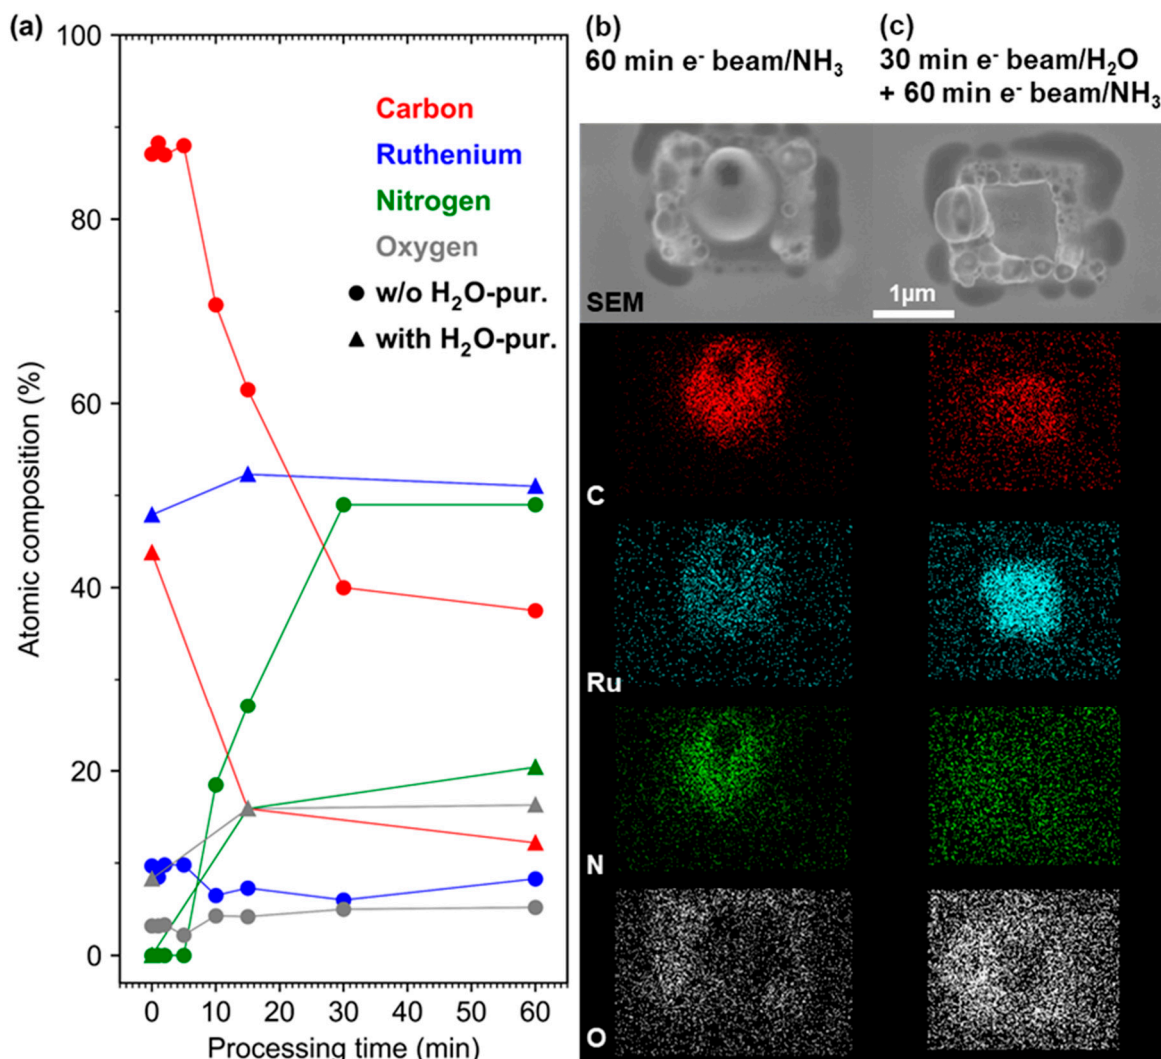 (a)
100
80
60
40
20
0
Atomic composition (%)
Carbon
Ruthenium
Nitrogen
Oxygen
w/o H₂O-pur.
with H₂O-pur.
0 10 20 30 40 50 60
Processing time (min)
(b)
60 min e⁻ beam/NH₃
(c)
30 min e⁻ beam/H₂O
+ 60 min e⁻ beam/NH₃
SEM
1µm
C
Ru
N
O